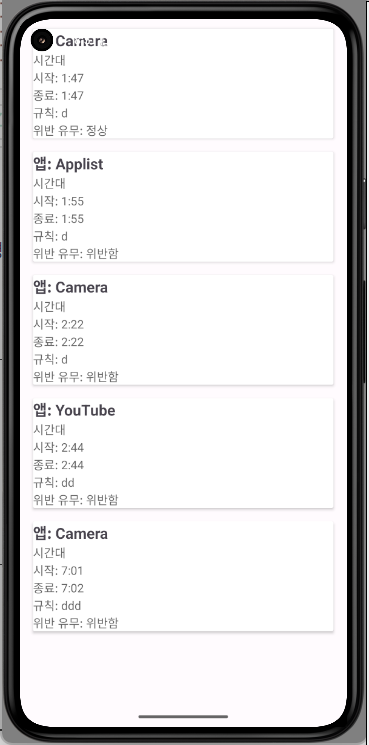 Camera
시간대
시작: 1:47
종료: 1:47
규칙: d
위반 유무: 정상
앱: Applist
시간대
시작: 1:55
종료: 1:55
규칙: d
위반 유무: 위반함
앱: Camera
시간대
시작: 2:22
종료: 2:22
규칙: d
위반 유무: 위반함
앱: YouTube
시간대
시작: 2:44
종료: 2:44
규칙: dd
위반 유무: 위반함
앱: Camera
시간대
시작: 7:01
종료: 7:02
규칙: ddd
위반 유무: 위반함